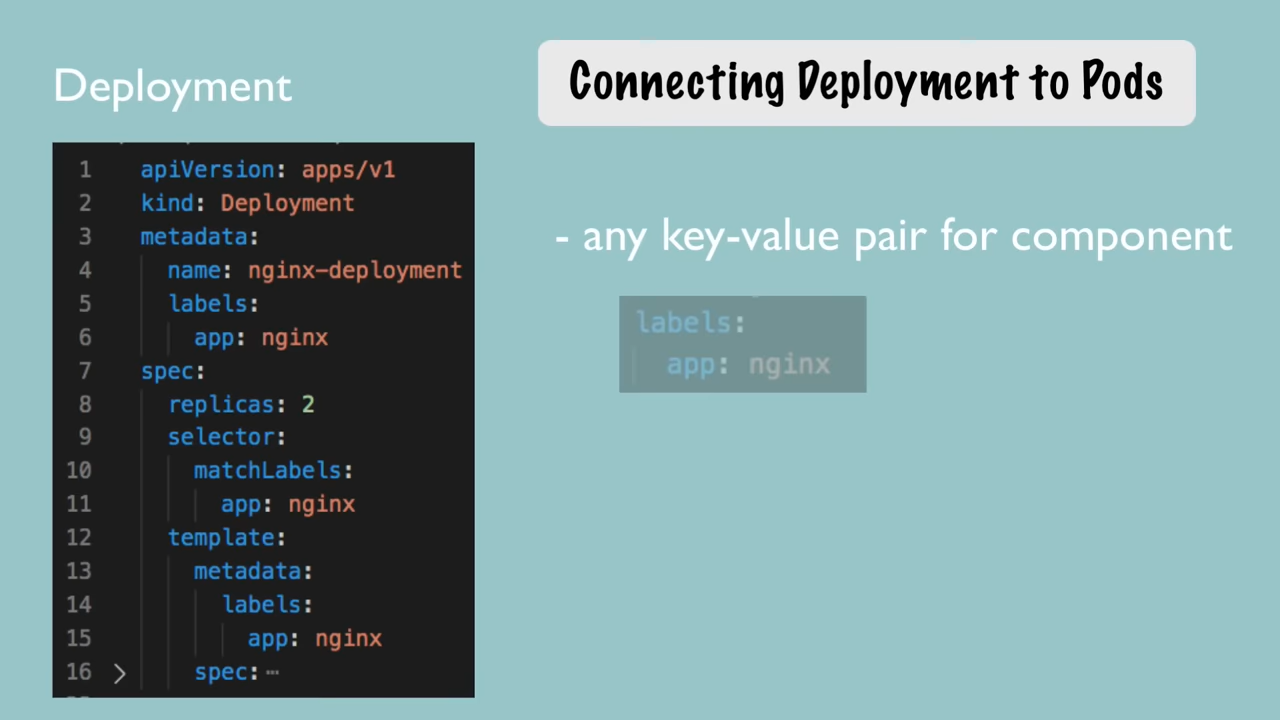 Deployment
Connecting Deployment to Pods
1 apiVersion: apps/v1
2 kind: Deployment
3 metadata:
4 name: nginx-deployment
5 labels:
6 app: nginx
7 spec:
8 replicas: 2
9 selector:
10 matchLabels:
11 app: nginx
12 template:
13 metadata:
14 labels:
15 app: nginx
16 > spec:⋯
- any key-value pair for component
labels:
app: nginx